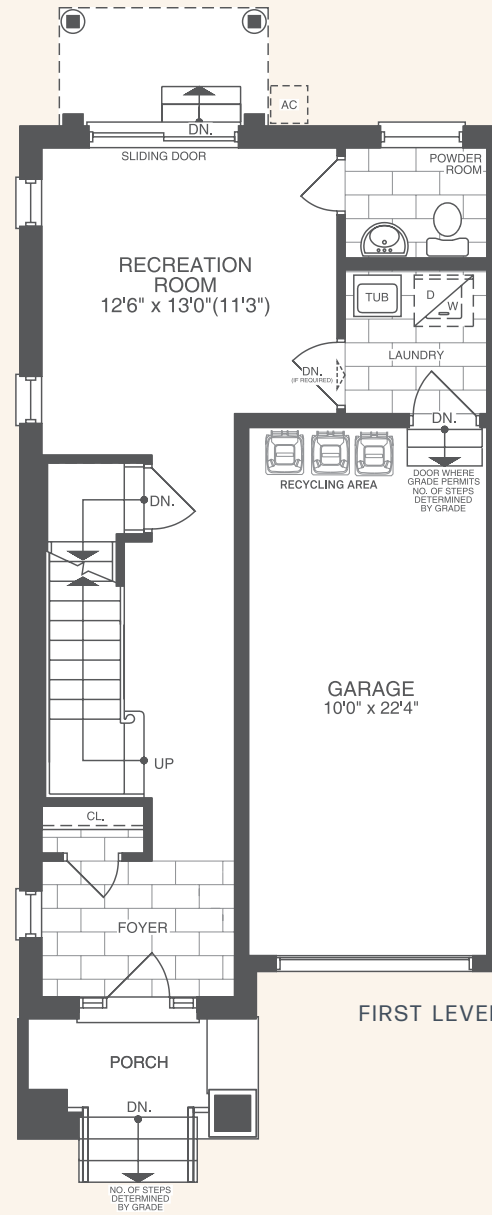 AC
DN.
SLIDING DOOR
POWDER
ROOM
RECREATION
ROOM
12'6" x 13'0"(11'3")
TUB
D
W
LAUNDRY
DN.
(IF REQUIRED)
DN.
DOOR WHERE
GRADE PERMITS
NO. OF STEPS
DETERMINED
BY GRADE
RECYCLING AREA
DN.
GARAGE
10'0" x 22'4"
UP
CL.
FOYER
FIRST LEVEL
PORCH
DN.
NO. OF STEPS
DETERMINED
BY GRADE